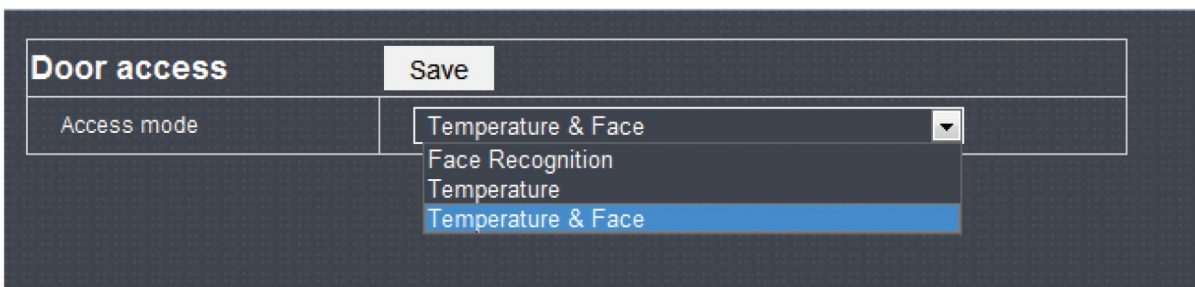 Door access Save
Access mode Temperature & Face
Face Recognition
Temperature
Temperature & Face